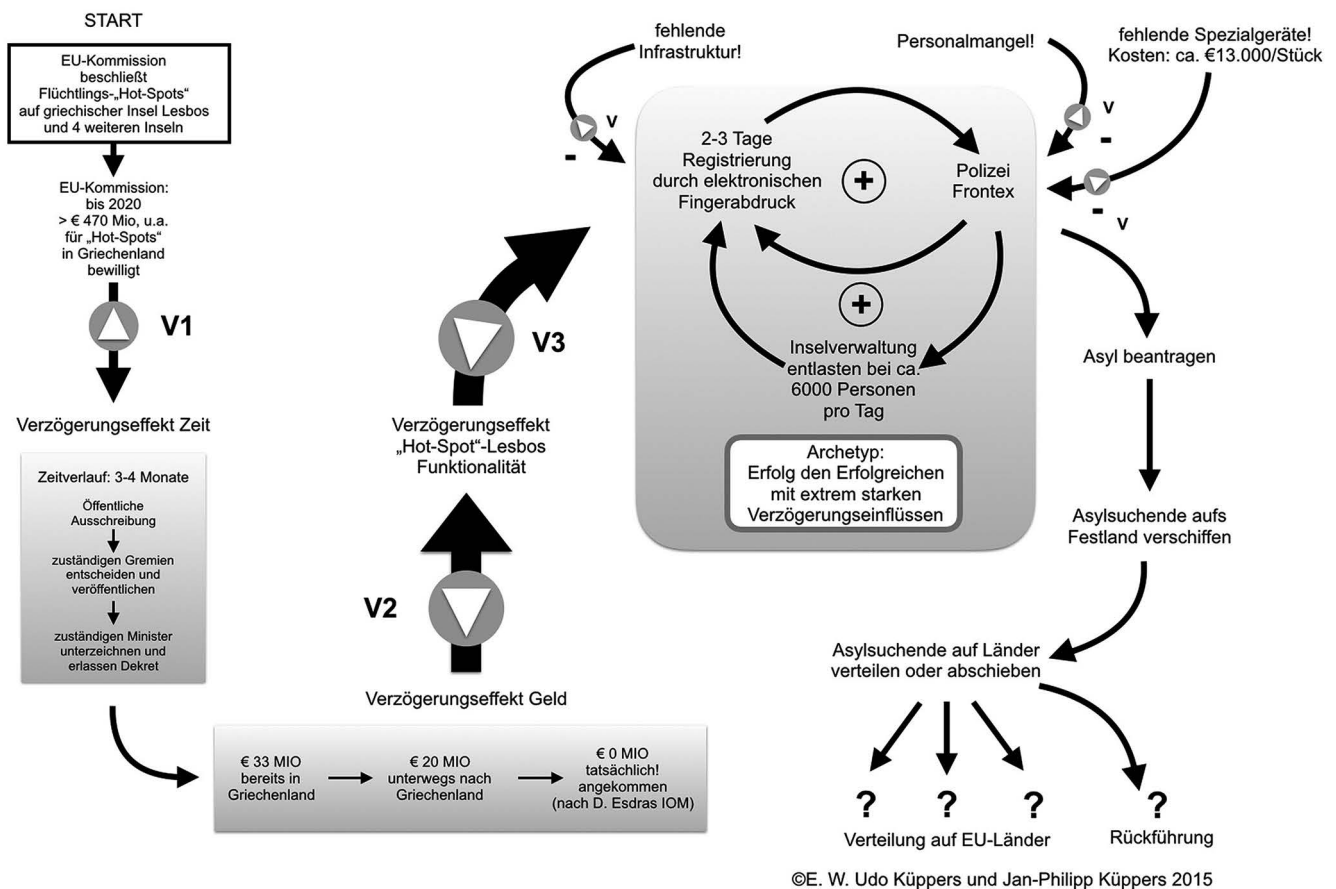 START
EU-Kommission
beschließt
Flüchtlings-„Hot-Spots“
auf griechischer Insel Lesbos
und 4 weiteren Inseln
EU-Kommission:
bis 2020
> € 470 Mio, u.a.
für „Hot-Spots“
in Griechenland
bewilligt
V1
Verzögerungseffekt Zeit
Zeitverlauf: 3-4 Monate
Öffentliche
Ausschreibung
zuständigen Gremien
entscheiden und
veröffentlichen
zuständigen Minister
unterzeichnen und
erlassen Dekret
€ 33 MIO
bereits in
Griechenland
€ 20 MIO
unterwegs nach
Griechenland
€ 0 MIO
tatsächlich!
angekommen
(nach D. Esdras IOM)
Verzögerungseffekt Geld
V2
Verzögerungseffekt
„Hot-Spot“-Lesbos
Funktionalität
V3
fehlende
Infrastruktur!
V
-
Personalmangel!
V
-
fehlende Spezialgeräte!
Kosten: ca. €13.000/Stück
-
V
2-3 Tage
Registrierung
durch elektronischen
Fingerabdruck
+
Polizei
Frontex
+
Inselverwaltung
entlasten bei ca.
6000 Personen
pro Tag
Archetyp:
Erfolg den Erfolgreichen
mit extrem starken
Verzögerungseinflüssen
Asyl beantragen
Asylsuchende aufs
Festland verschiffen
Asylsuchende auf Länder
verteilen oder abschieben
? ? ? ?
Verteilung auf EU-Länder
Rückführung
©E. W. Udo Küppers und Jan-Philipp Küppers 2015